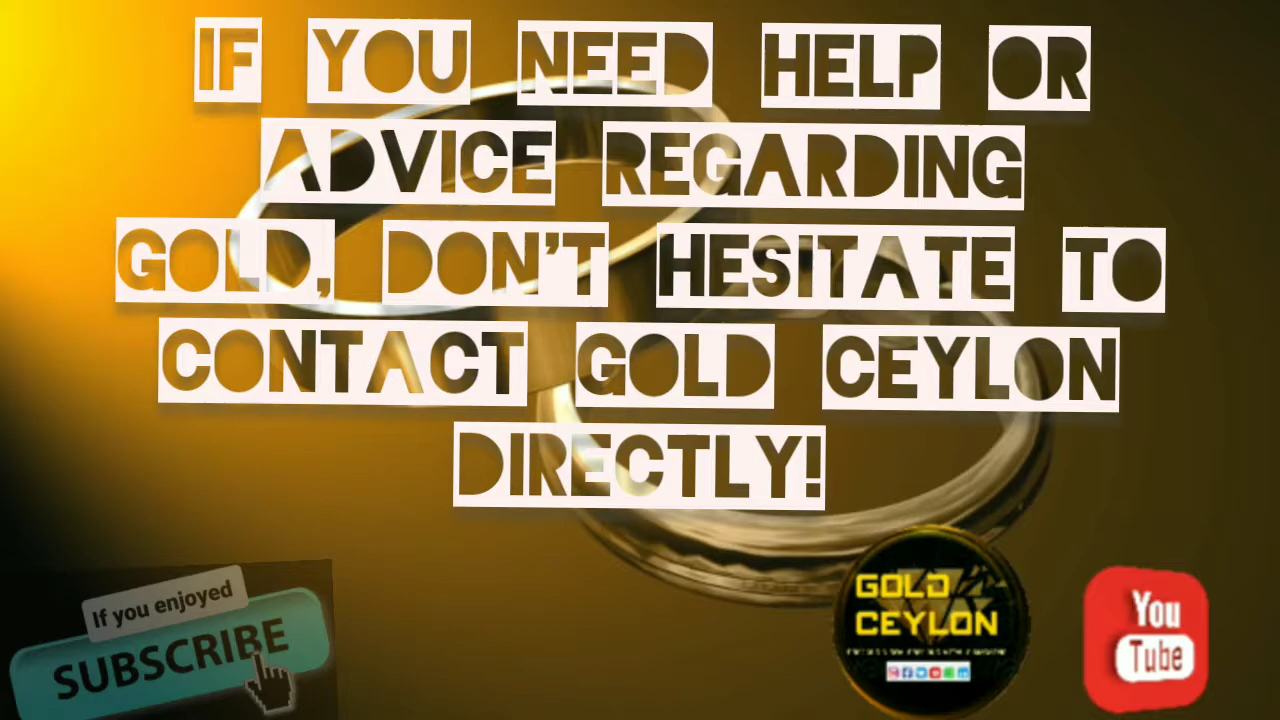 IF YOU NEED HELP OR
ADVICE REGARDING
GOLD, DON'T HESITATE TO
CONTACT GOLD CEYLON
DIRECTLY!
If you enjoyed
SUBSCRIBE
GOLD
CEYLON
You
Tube